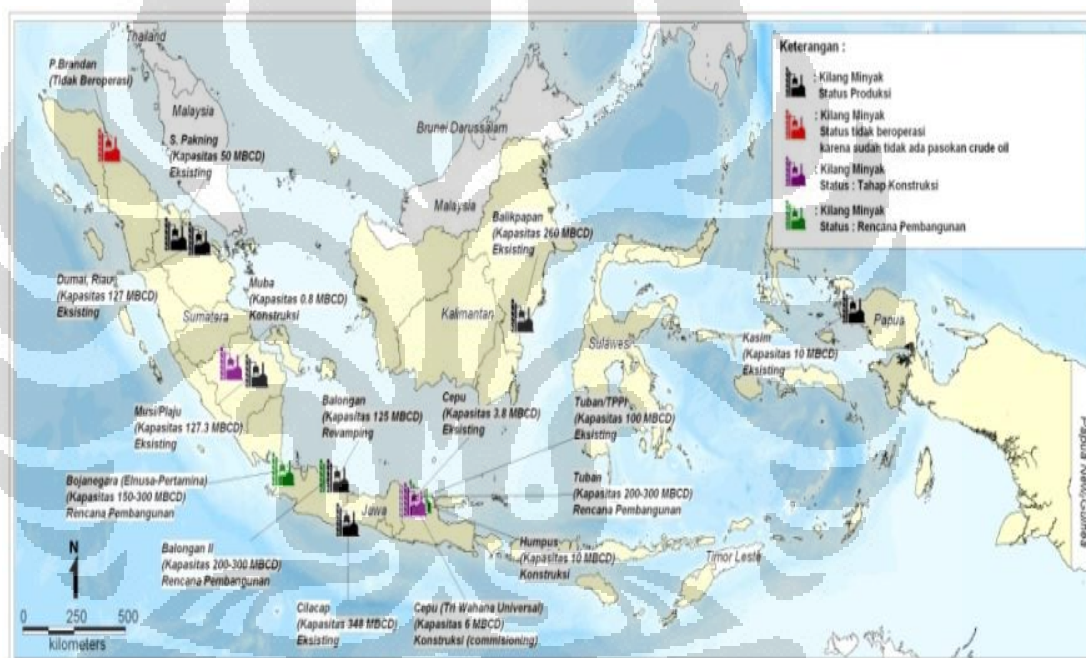 Thailand
P.Brandan
(Tidak Beroperasi)
Malaysia
S. Pakning
(Kapasitas 50 MBCD)
Eksisting
Brunei Darussalam
Malaysia
Balikpapan
(Kapasitas 260 MBCD)
Eksisting
Keterangan :
: Kilang Minyak
Status Produksi
: Kilang Minyak
Status tidak beroperasi
karena sudah tidak ada pasokan crude oil
: Kilang Minyak
Status : Tahap Konstruksi
: Kilang Minyak
Status : Rencana Pembangunan
Dumai, Riau
(Kapasitas 127 MBCD)
Eksisting
Muba
(Kapasitas 0.8 MBCD)
Konstruksi
Sumatera
Kalimantan
Sulawesi
Papua
Kasim
(Kapasitas 10 MBCD)
Eksisting
Musi/Plaju
(Kapasitas 127.3 MBCD)
Eksisting
Balongan
(Kapasitas 125 MBCD)
Revamping
Cepu
(Kapasitas 3.8 MBCD)
Eksisting
Tuban/TPPI
(Kapasitas 100 MBCD)
Eksisting
Bojanegara (Elnusa-Pertamina)
(Kapasitas 150-300 MBCD)
Rencana Pembangunan
Tuban
(Kapasitas 200-300 MBCD)
Rencana Pembangunan
Jawa
Balongan II
(Kapasitas 200-300 MBCD)
Rencana Pembangunan
Humpus
(Kapasitas 10 MBCD)
Konstruksi
Timor Leste
Papua New Guinea
Cilacap
(Kapasitas 348 MBCD)
Eksisting
Cepu (Tri Wahana Universal)
(Kapasitas 6 MBCD)
Konstruksi (commisioning)
N
0 250 500
kilometers